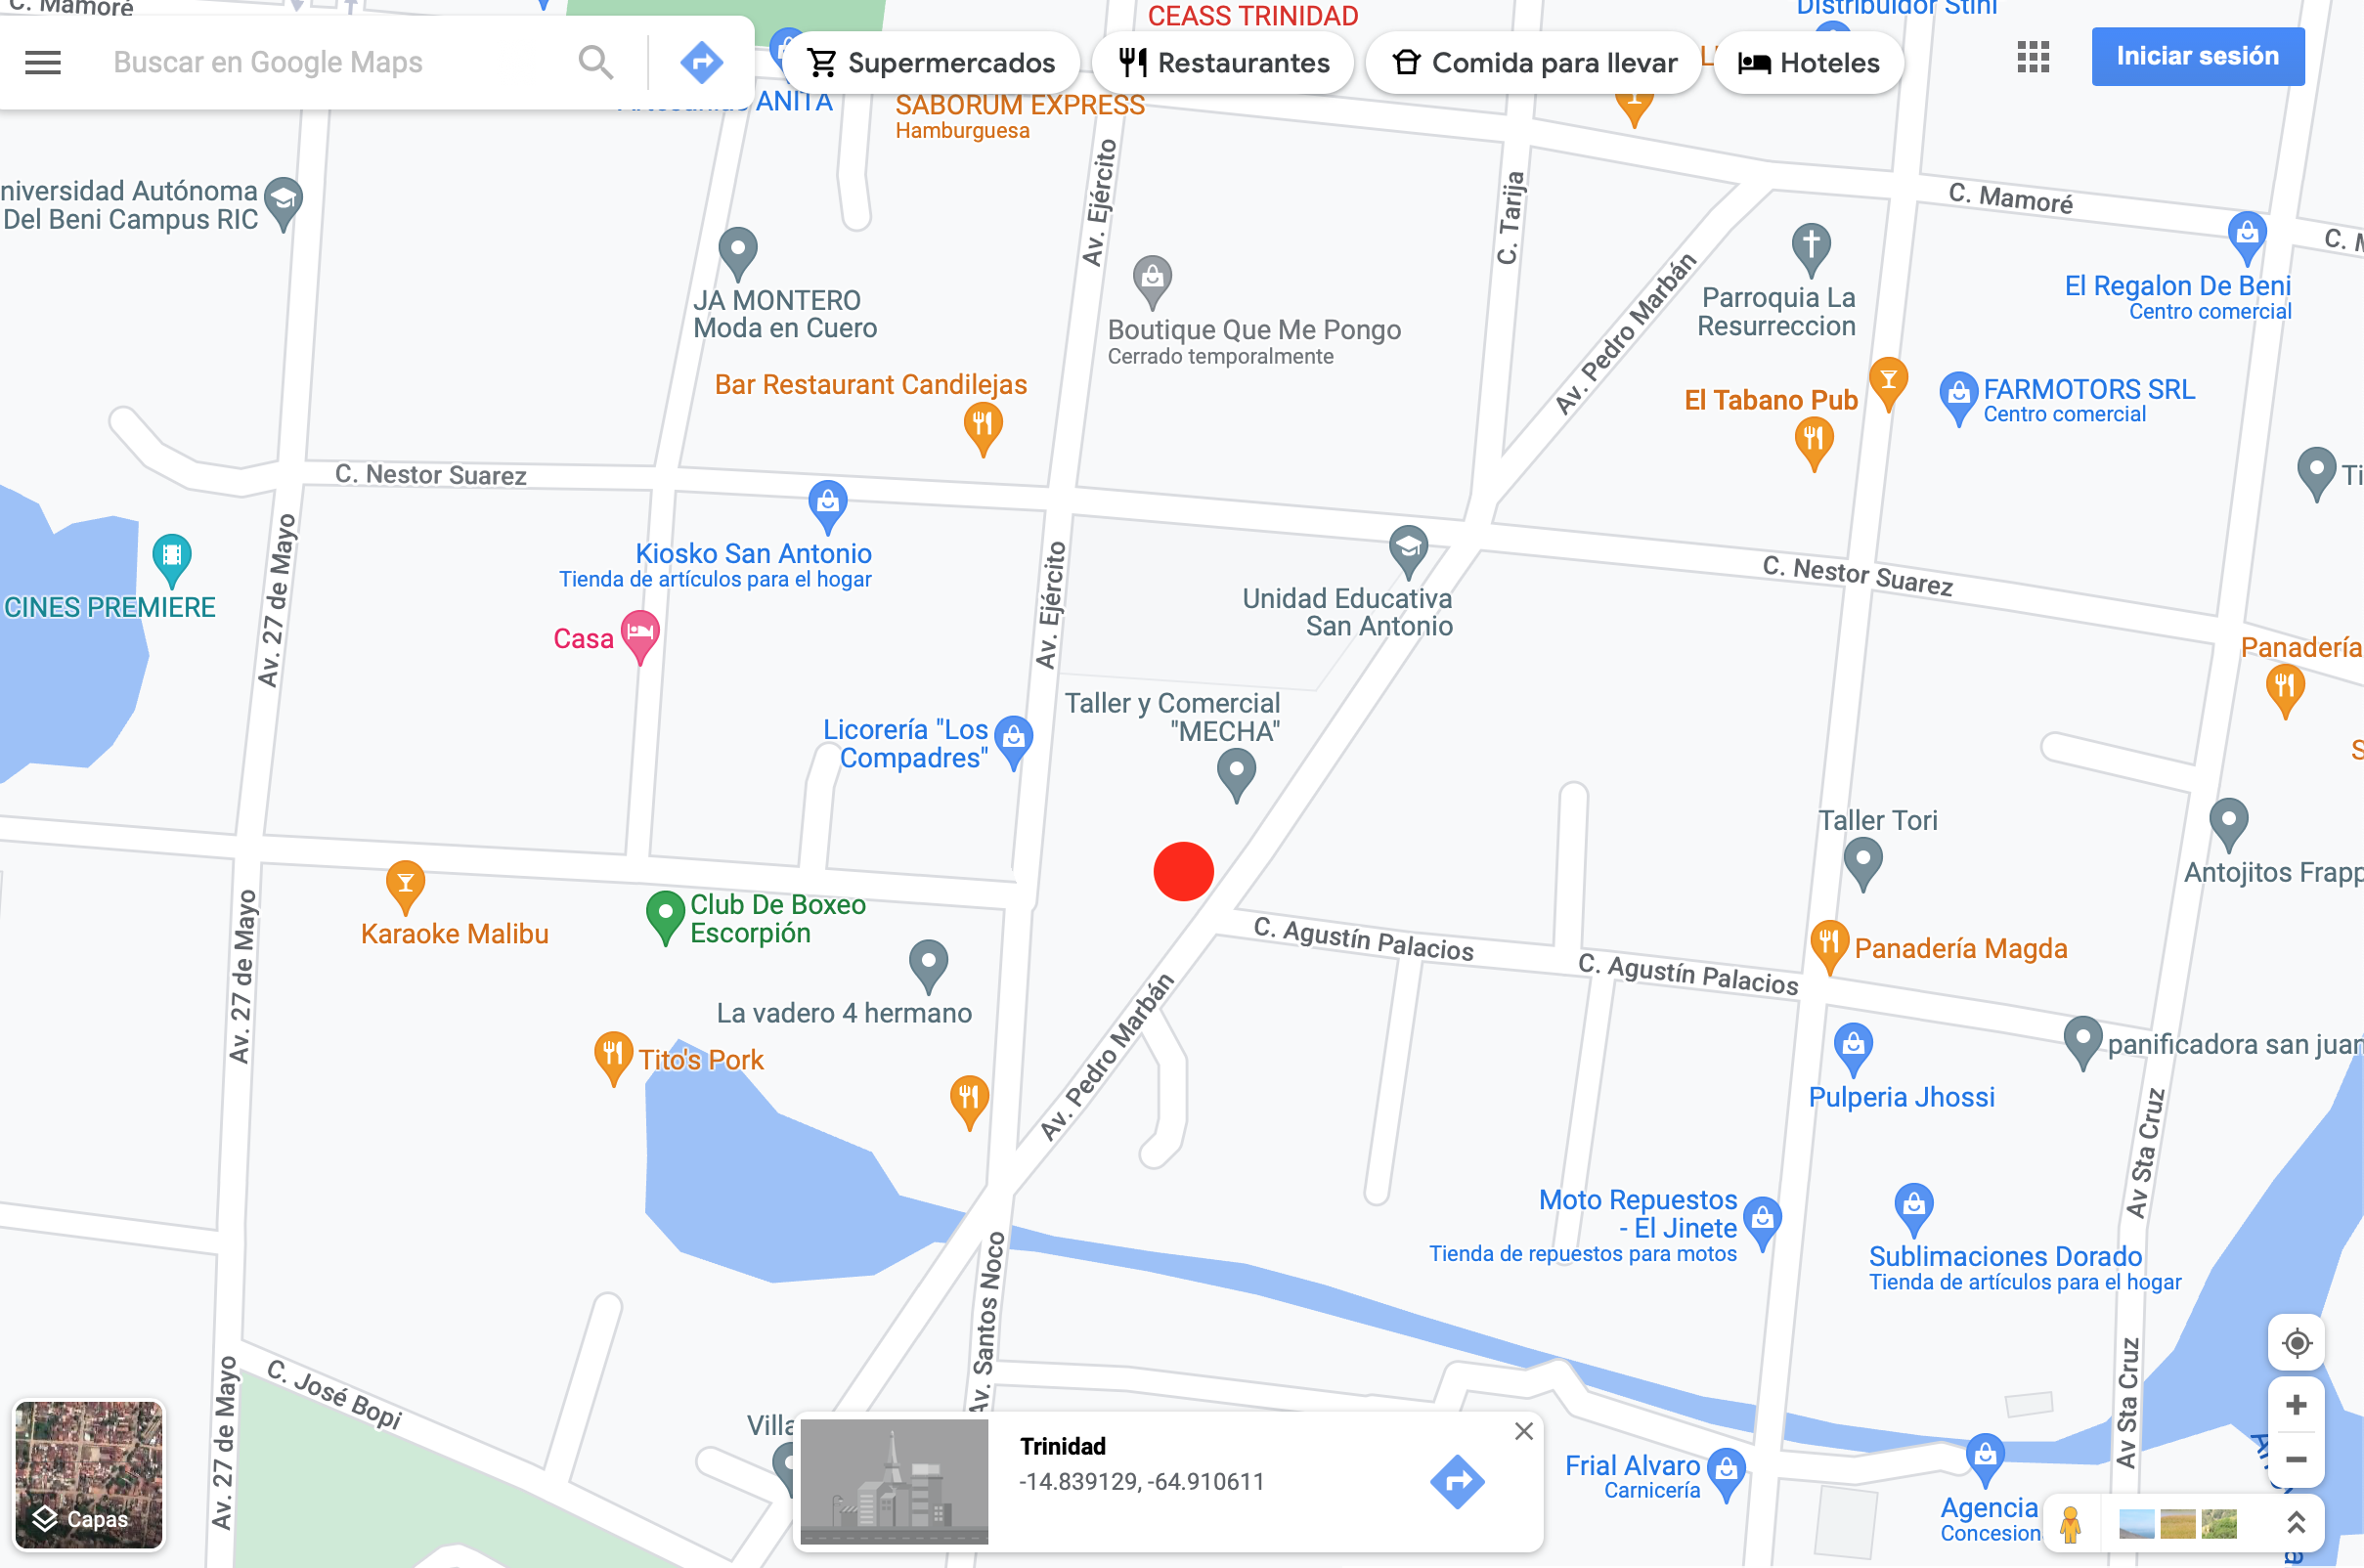 C. Mamoré
CEASS TRINIDAD
Distribuidor Stihl
Buscar en Google Maps
Supermercados
Restaurantes
Comida para llevar
Hoteles
Iniciar sesión
ANITA
SABORUM EXPRESS
Hamburguesa
niversidad Autónoma
Del Beni Campus RIC
Av. Ejército
C. Tarija
C. Mamoré
C. M
JA MONTERO
Moda en Cuero
Boutique Que Me Pongo
Cerrado temporalmente
Av. Pedro Marbán
Parroquia La
Resurreccion
El Regalon De Beni
Centro comercial
Bar Restaurant Candilejas
El Tabano Pub
FARMOTORS SRL
Centro comercial
C. Nestor Suarez
Ti
Kiosko San Antonio
Tienda de artículos para el hogar
CINES PREMIERE
Av. 27 de Mayo
Casa
Av. Ejército
Unidad Educativa
San Antonio
C. Nestor Suarez
Panadería
Licorería "Los
Compadres"
Taller y Comercial
"MECHA"
S
Taller Tori
Antojitos Frapp
Karaoke Malibu
Club De Boxeo
Escorpión
C. Agustín Palacios
C. Agustín Palacios
Panadería Magda
Av. 27 de Mayo
La vadero 4 hermano
Tito's Pork
Av. Pedro Marbán
panificadora san juan
Pulperia Jhossi
Av Sta Cruz
Moto Repuestos
- El Jinete
Tienda de repuestos para motos
Sublimaciones Dorado
Tienda de artículos para el hogar
Av. Santos Noco
C. José Bopi
Av. 27 de Mayo
Av Sta Cruz
Villa
Trinidad
-14.839129, -64.910611
Frial Alvaro
Carnicería
Agencia
Concesion
Capas